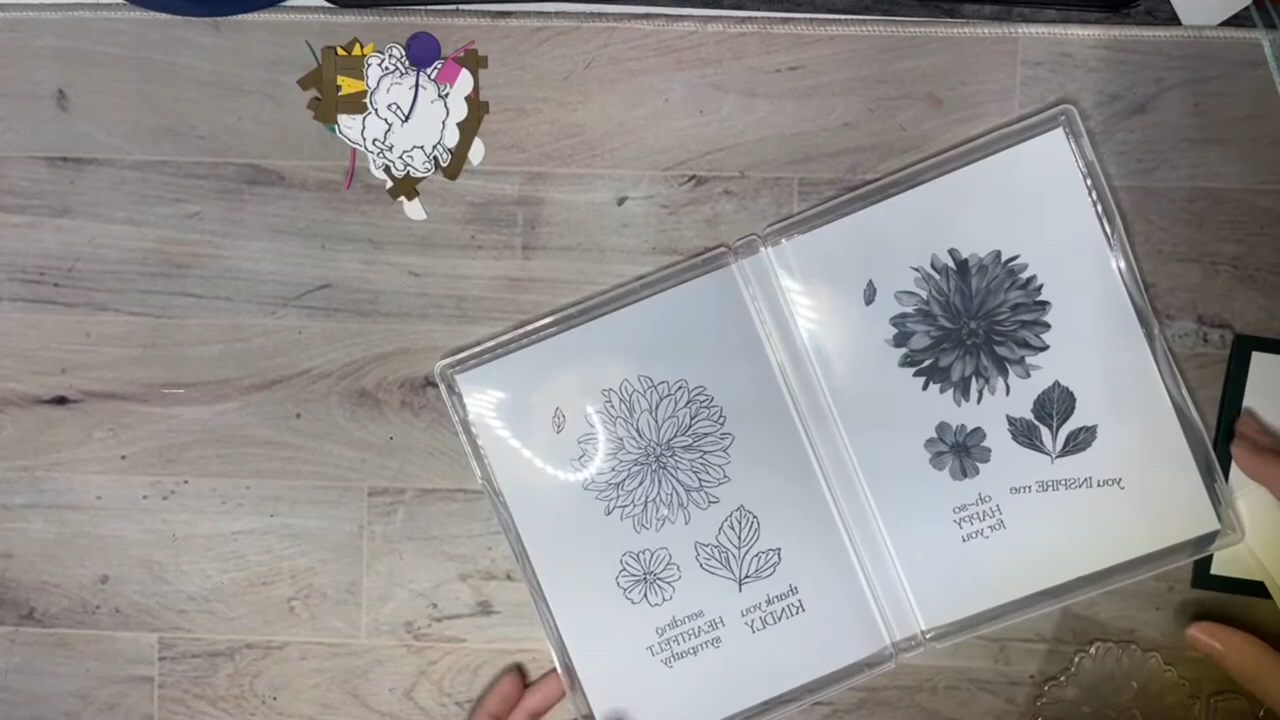 thank you
KINDLY
sending
HEARTFELT
sympathy
you INSPIRE me
oh-so
HAPPY
for you